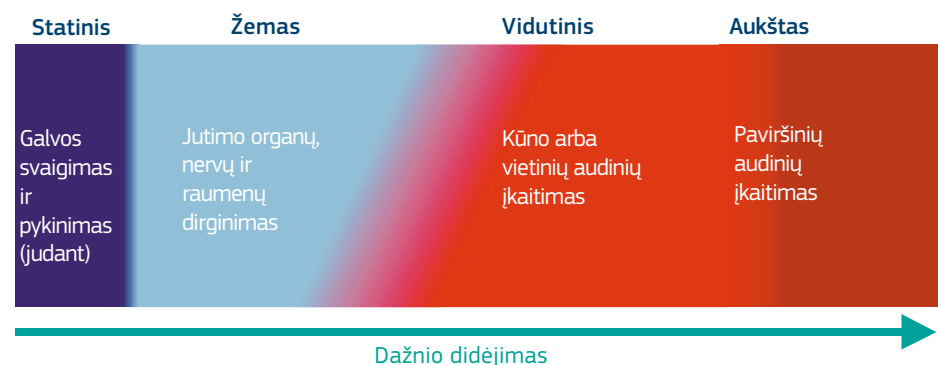 Statinis
Žemas
Vidutinis
Aukštas
Galvos
svaigimas
ir
pykinimas
(judant)
Jutimo organų,
nervų ir
raumenų
dirginimas
Kūno arba
vietinių audinių
įkaitimas
Paviršinių
audinių
įkaitimas
Dažnio didėjimas